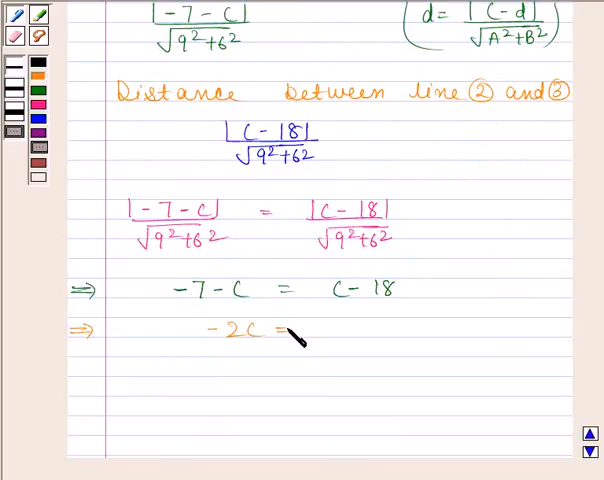 |-7-C| / √9²+6² ( d = |C-d| / √A²+B² )
Distance between line ② and ③
|C-18| / √9²+6²
|-7-C| / √9²+6² = |C-18| / √9²+6²
⇒ -7-C = C-18
⇒ -2C =